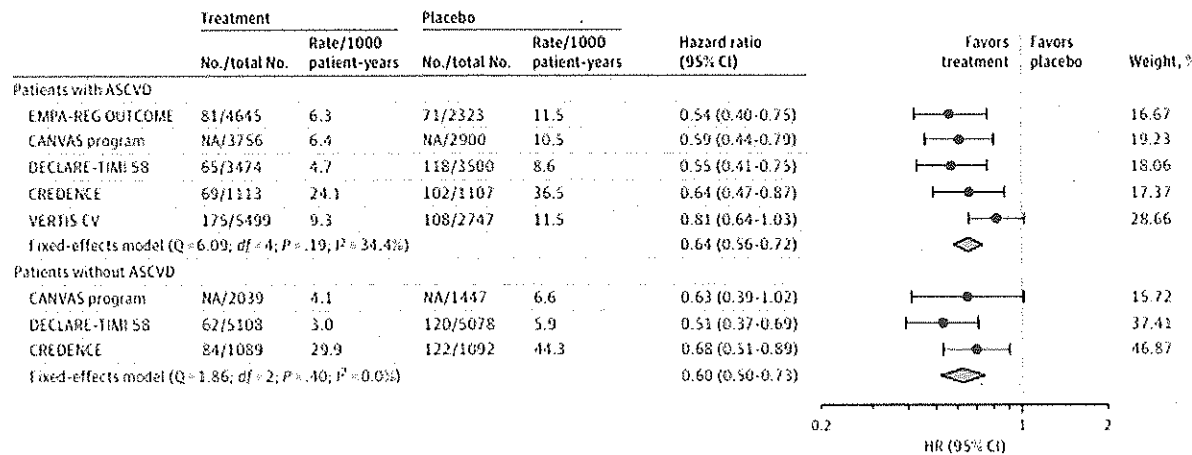 Treatment Placebo
No./total No. Rate/1000 patient-years No./total No. Rate/1000 patient-years Hazard ratio (95% CI) Favors treatment Favors placebo Weight, %
Patients with ASCVD
EMPA-REG OUTCOME 81/4645 6.3 71/2323 11.5 0.54 (0.40-0.75) 16.67
CANVAS program NA/3756 6.4 NA/2900 10.5 0.59 (0.44-0.79) 19.23
DECLARE-TIMI 58 65/3474 4.7 118/3500 8.6 0.55 (0.41-0.75) 18.06
CREDENCE 69/1113 24.1 102/1107 36.5 0.64 (0.47-0.87) 17.37
VERTIS CV 175/5499 9.3 108/2747 11.5 0.81 (0.64-1.03) 28.66
Fixed-effects model (Q = 6.09; df = 4; P = .19; I² = 34.4%) 0.64 (0.56-0.72)
Patients without ASCVD
CANVAS program NA/2039 4.1 NA/1447 6.6 0.63 (0.39-1.02) 15.72
DECLARE-TIMI 58 62/5108 3.0 120/5078 5.9 0.51 (0.37-0.69) 37.41
CREDENCE 84/1089 29.9 122/1092 44.3 0.68 (0.51-0.89) 46.87
Fixed-effects model (Q = 1.86; df = 2; P = .40; I² = 0.0%) 0.60 (0.50-0.73)
0.2 1 2
HR (95% CI)